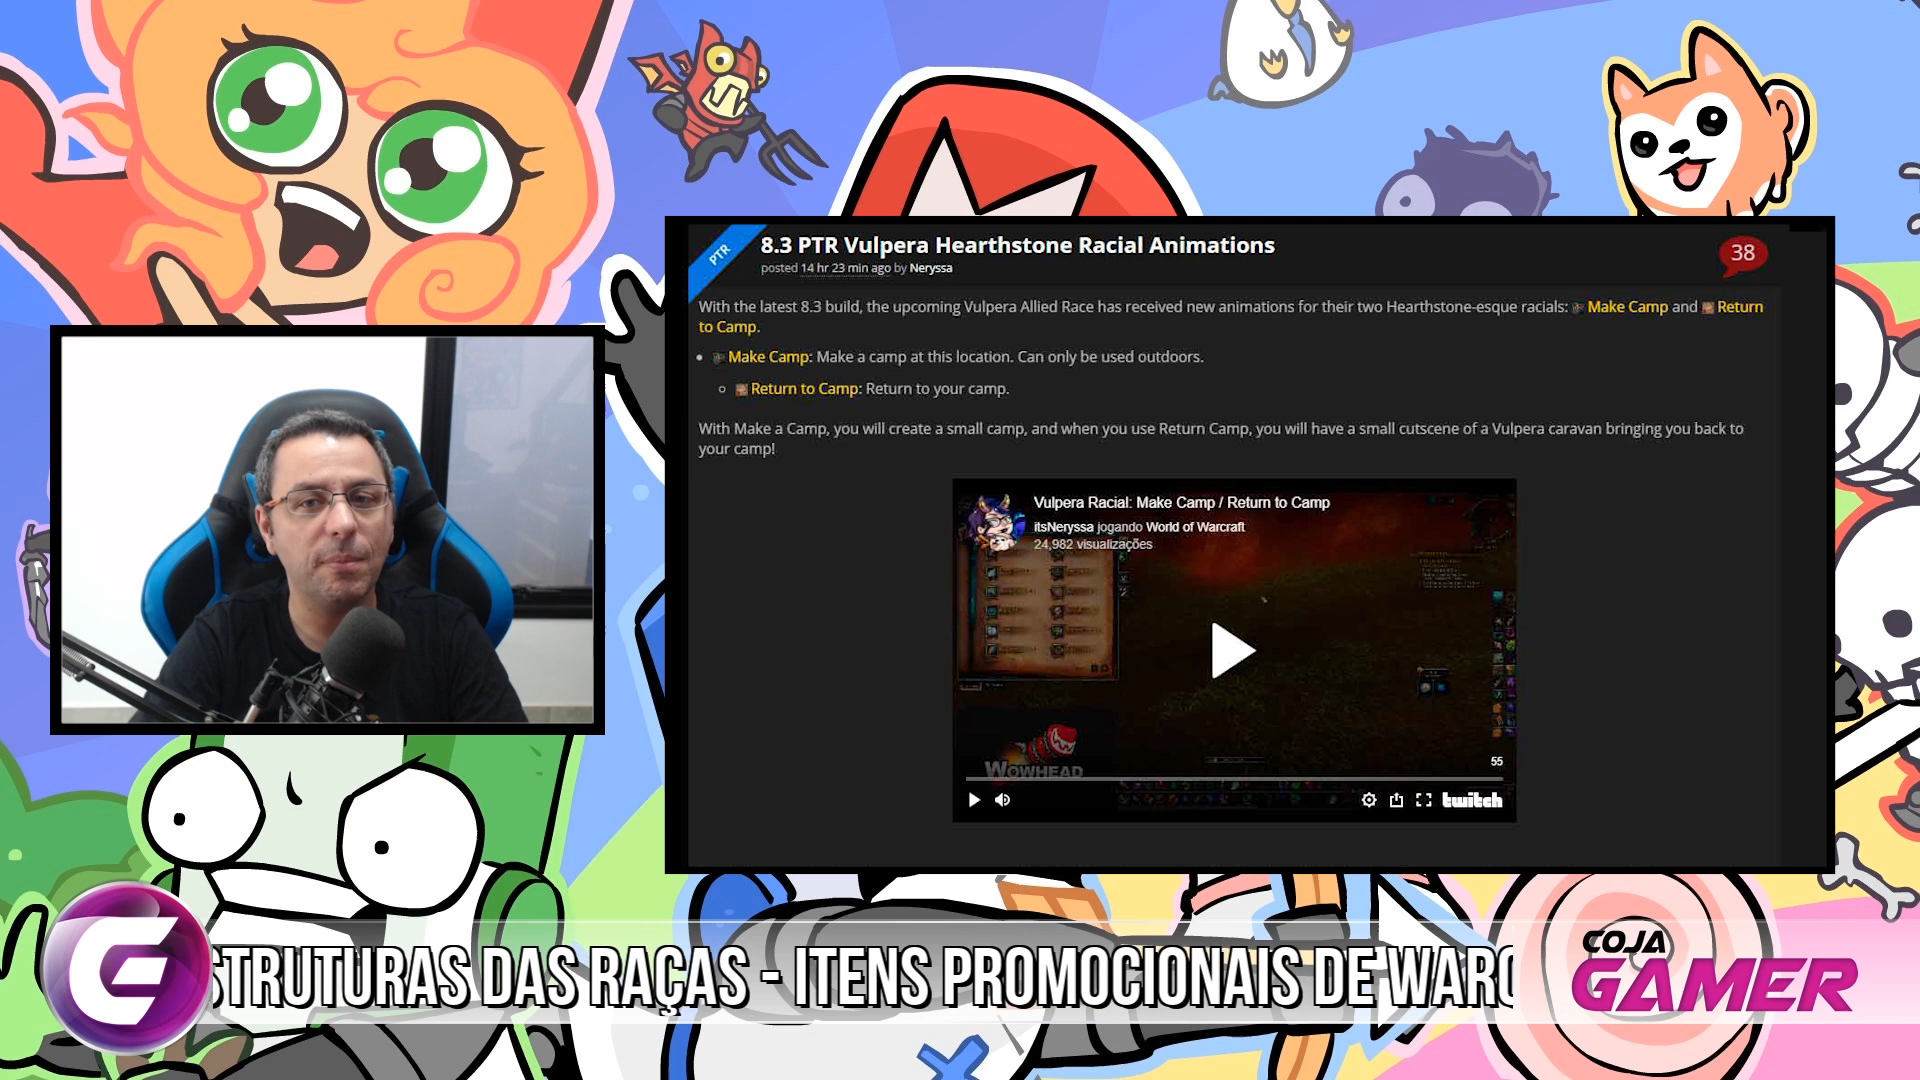 PTR
8.3 PTR Vulpera Hearthstone Racial Animations
posted 14 hr 23 min ago by Neryssa
38
With the latest 8.3 build, the upcoming Vulpera Allied Race has received new animations for their two Hearthstone-esque racials: Make Camp and Return
to Camp.
Make Camp: Make a camp at this location. Can only be used outdoors.
Return to Camp: Return to your camp.
With Make a Camp, you will create a small camp, and when you use Return Camp, you will have a small cutscene of a Vulpera caravan bringing you back to
your camp!
Vulpera Racial: Make Camp / Return to Camp
itsNeryssa jogando World of Warcraft
24,982 visualizações
WOWHEAD
55
twitch
STRUTURAS DAS RAÇAS - ITENS PROMOCIONAIS DE WARC
COJA
GAMER